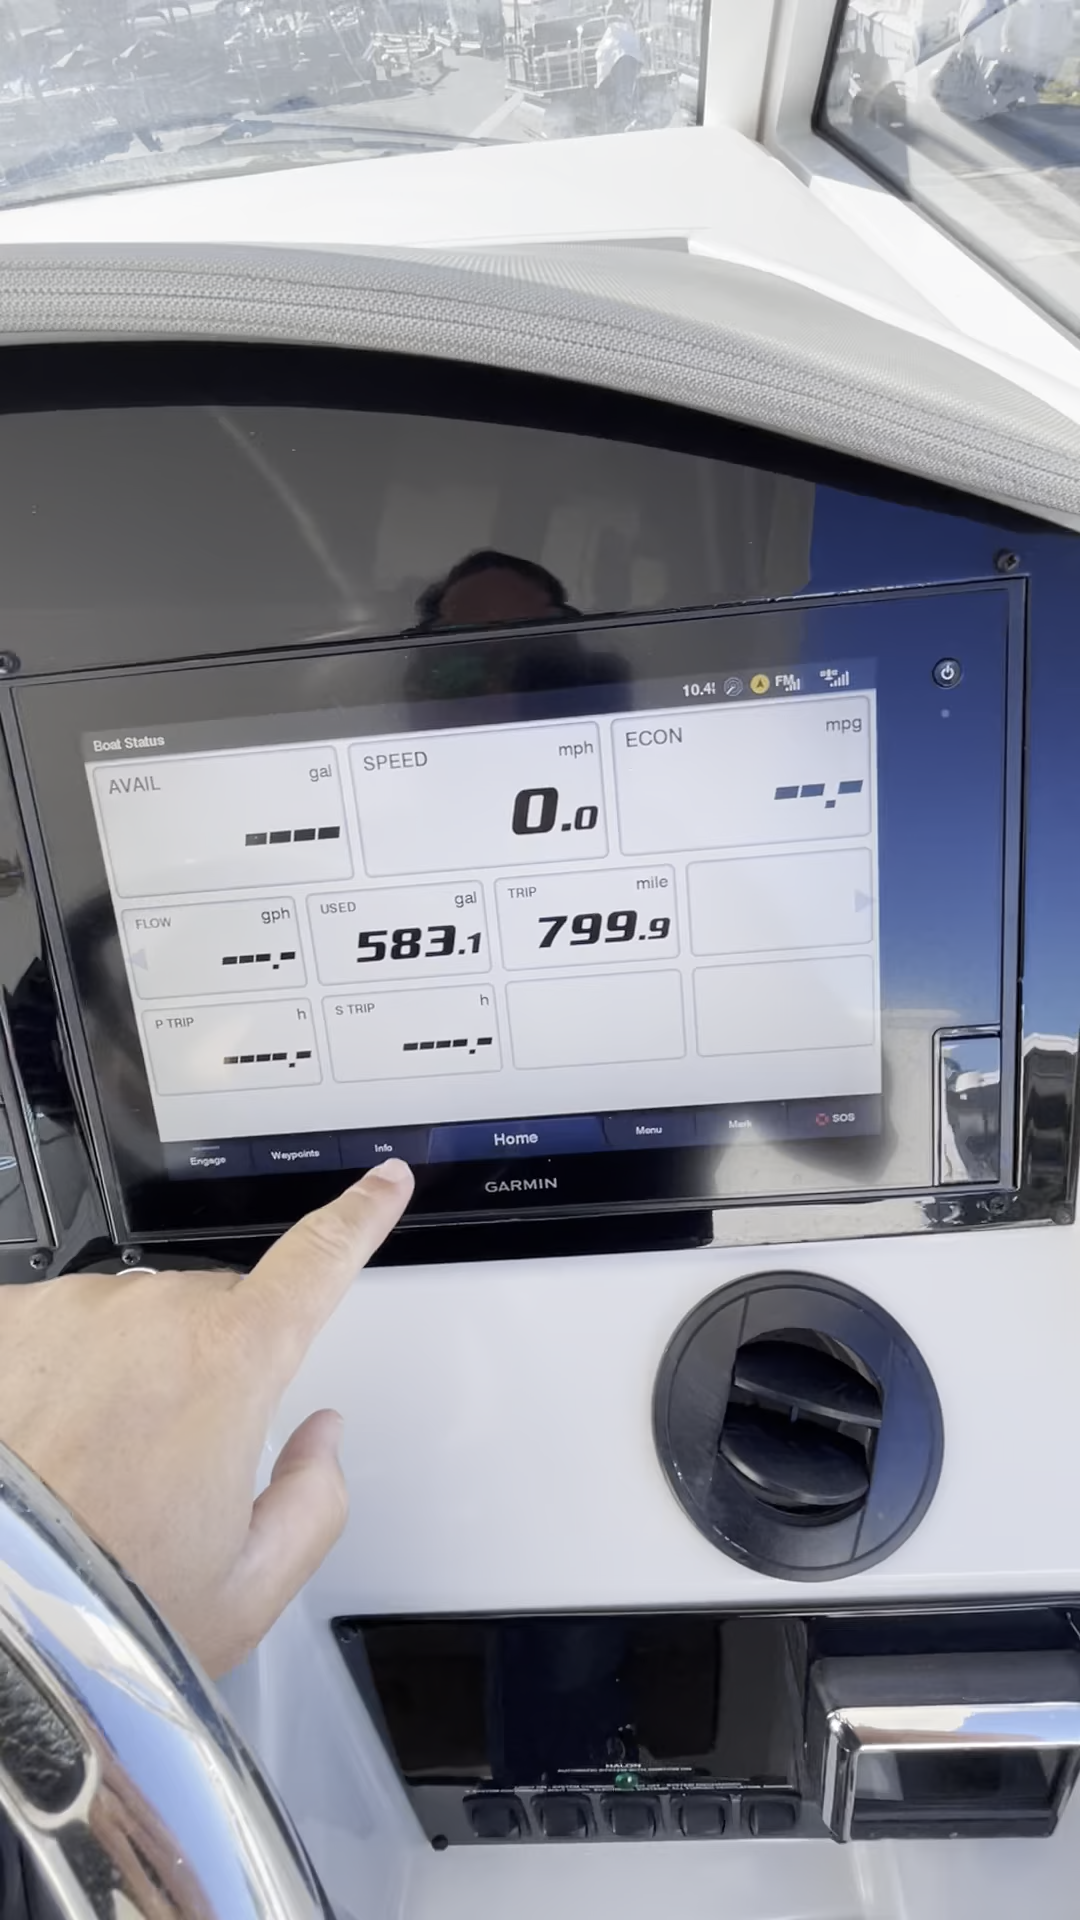 10.4
FM
Boat Status
AVAIL gal
SPEED mph
0.0
ECON mpg
--.-
FLOW gph
---.-
USED gal
583.1
TRIP mile
799.9
P TRIP h
----.-
S TRIP h
----.-
Engage
Waypoints
Info
Home
Menu
Mark
SOS
GARMIN
HALON